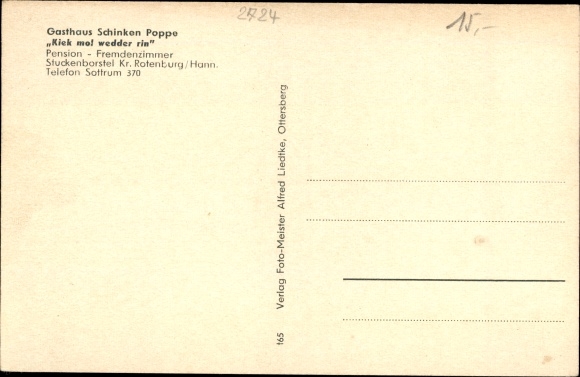 2724
15,-
Gasthaus Schinken Poppe
„Kiek mol wedder rin"
Pension - Fremdenzimmer
Stuckenborstel Kr. Rotenburg/Hann.
Telefon Sottrum 370
165 Verlag Foto-Meister Alfred Liedtke, Ottersberg